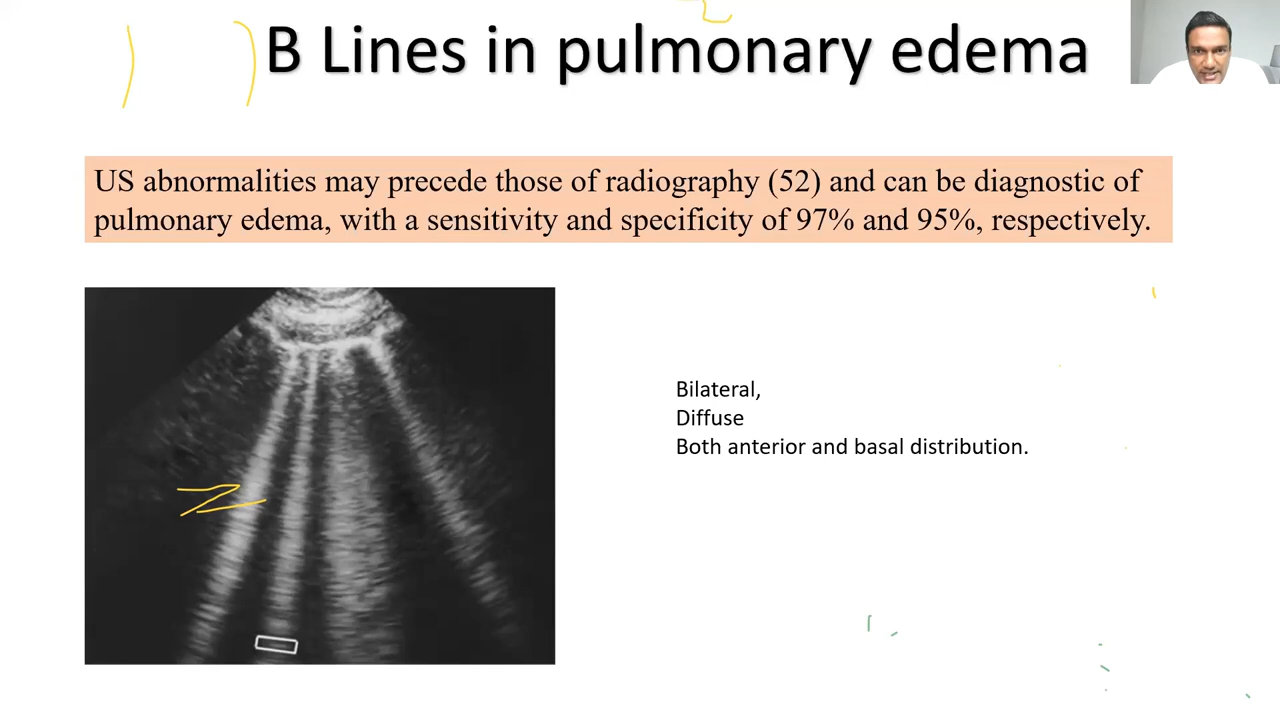 B Lines in pulmonary edema
US abnormalities may precede those of radiography (52) and can be diagnostic of
pulmonary edema, with a sensitivity and specificity of 97% and 95%, respectively.
Bilateral,
Diffuse
Both anterior and basal distribution.